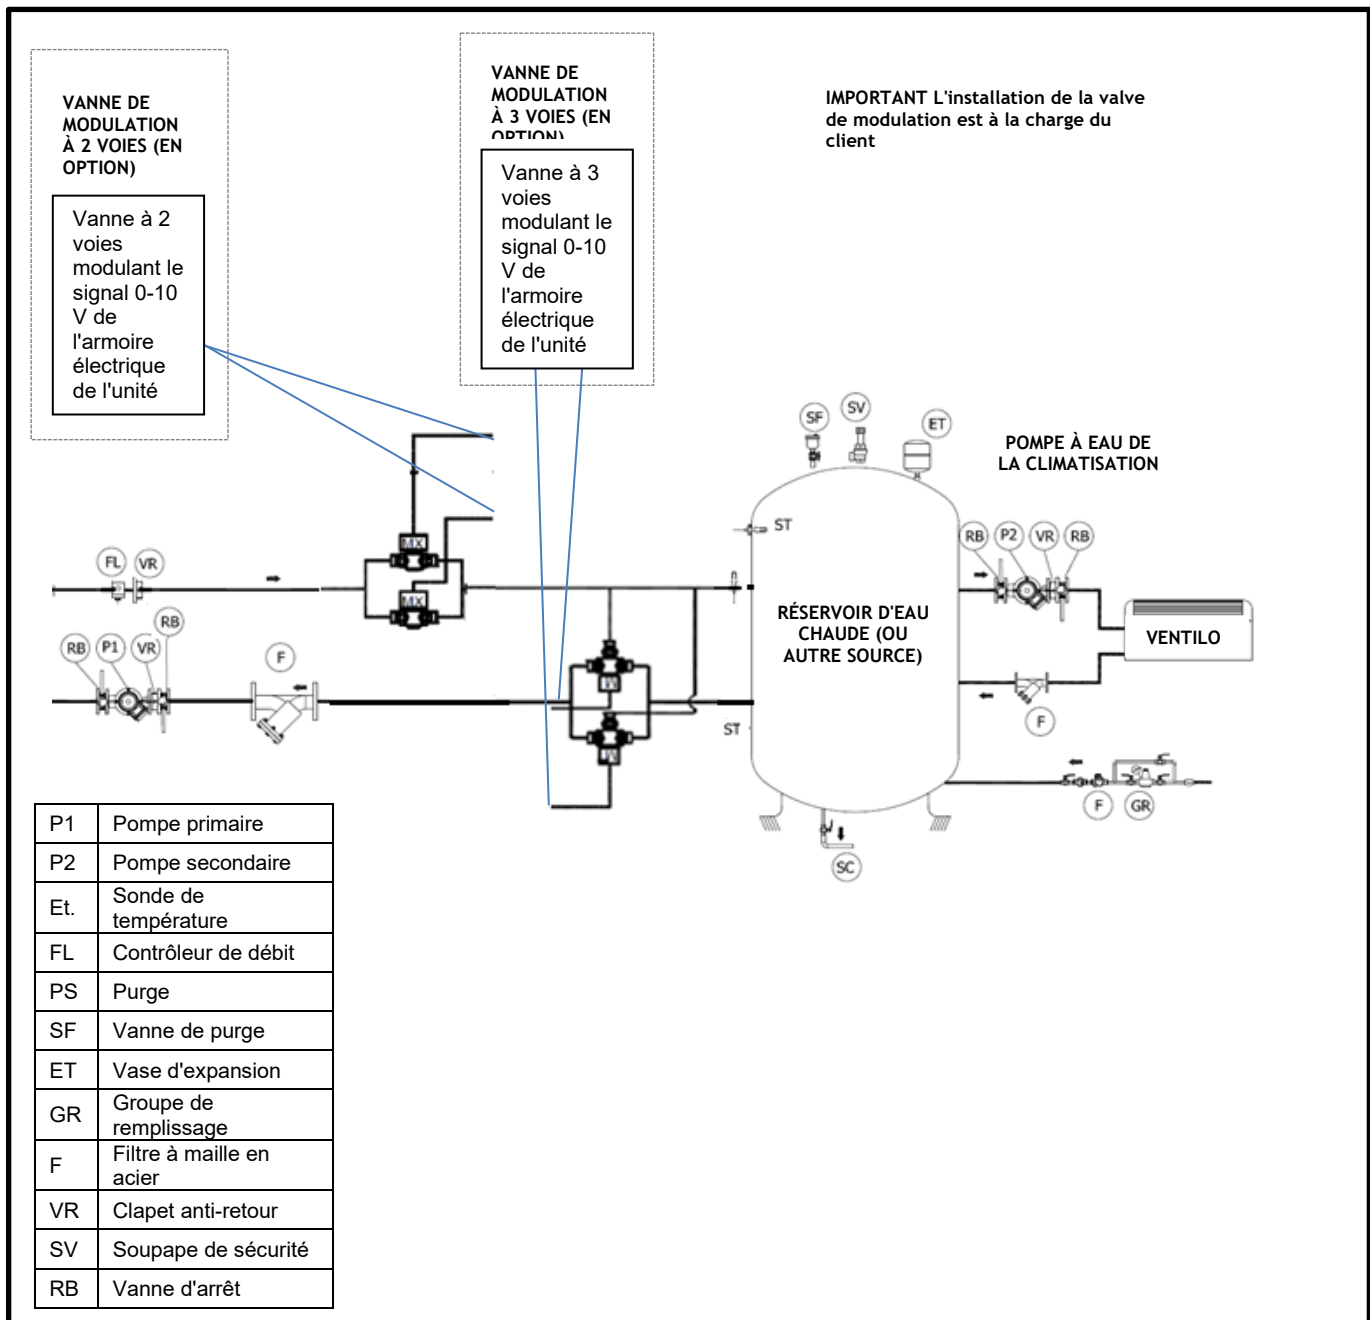 VANNE DE
MODULATION
À 2 VOIES (EN
OPTION)
Vanne à 2
voies
modulant le
signal 0-10
V de
l'armoire
électrique
de l'unité
VANNE DE
MODULATION
À 3 VOIES (EN
OPTION)
Vanne à 3
voies
modulant le
signal 0-10
V de
l'armoire
électrique
de l'unité
IMPORTANT L'installation de la valve
de modulation est à la charge du
client
SF
SV
ET
POMPE À EAU DE
LA CLIMATISATION
ST
RB
P2
VR
RB
FL
VR
MX
MX
RÉSERVOIR D'EAU
CHAUDE (OU
AUTRE SOURCE)
VENTILO
RB
P1
VR
RB
F
ST
F
F
GR
SC
P1 Pompe primaire
P2 Pompe secondaire
Et. Sonde de
température
FL Contrôleur de débit
PS Purge
SF Vanne de purge
ET Vase d'expansion
GR Groupe de
remplissage
F Filtre à maille en
acier
VR Clapet anti-retour
SV Soupape de sécurité
RB Vanne d'arrêt